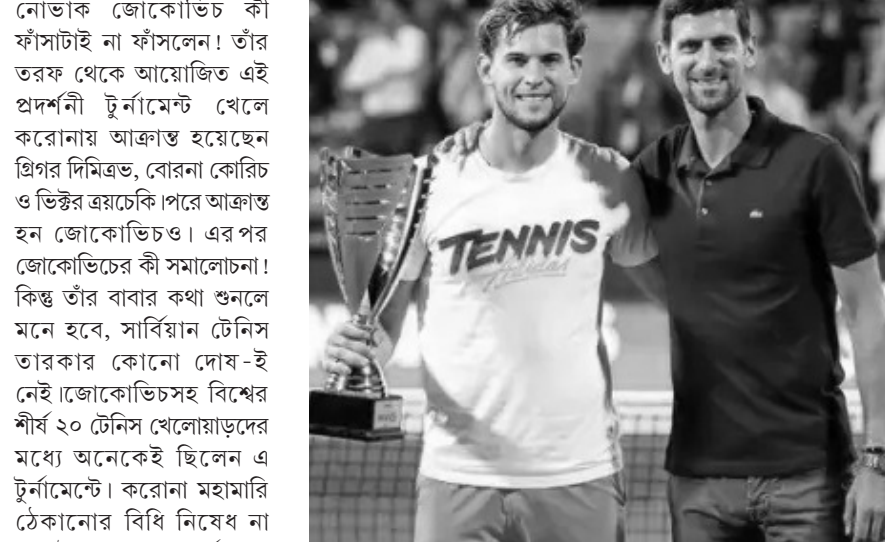 নোভাক জোকোভিচ কী
ফাঁসাটাই না ফাঁসলেন! তাঁর
তরফ থেকে আয়োজিত এই
প্রদর্শনী টুর্নামেন্ট খেলে
করোনায় আক্রান্ত হয়েছেন
গ্রিগর দিমিত্রভ, বোরনা কোরিচ
ও ভিক্টর ত্রয়চেকি।পরে আক্রান্ত
হন জোকোভিচও। এর পর
জোকোভিচের কী সমালোচনা!
কিন্তু তাঁর বাবার কথা শুনলে
মনে হবে, সার্বিয়ান টেনিস
তারকার কোনো দোষ-ই
নেই।জোকোভিচসহ বিশ্বের
শীর্ষ ২০ টেনিস খেলোয়াড়দের
মধ্যে অনেকেই ছিলেন এ
টুর্নামেন্টে। করোনা মহামারি
ঠেকানোর বিধি নিষেধ না
TENNIS
Holidas